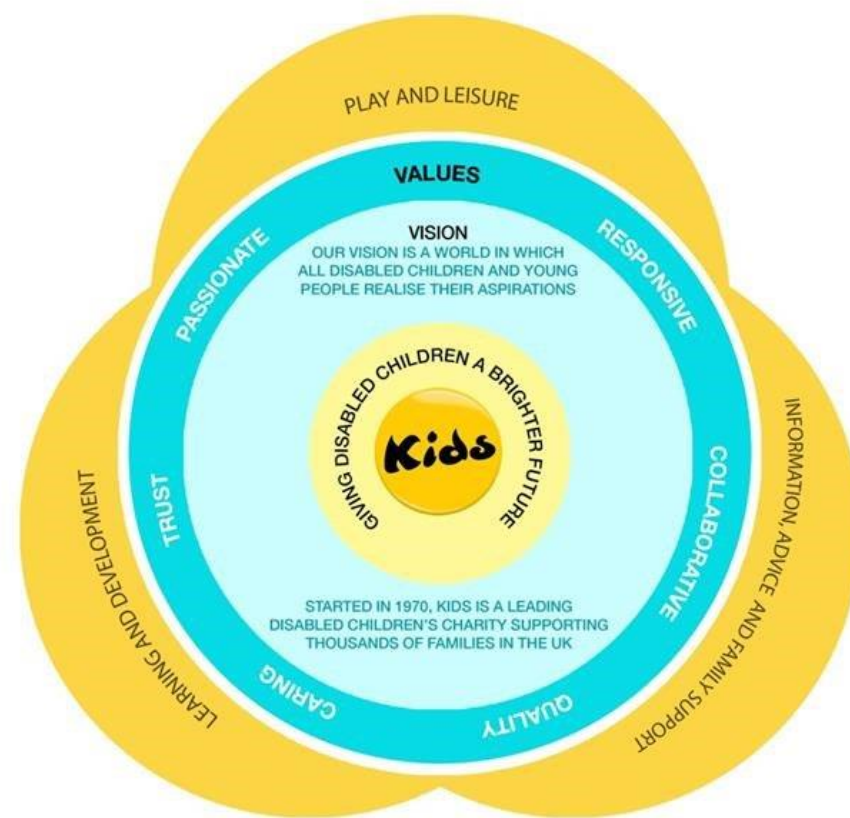 PLAY AND LEISURE
VALUES
PASSIONATE
RESPONSIVE
COLLABORATIVE
QUALITY
CARING
TRUST
VISION
OUR VISION IS A WORLD IN WHICH
ALL DISABLED CHILDREN AND YOUNG
PEOPLE REALISE THEIR ASPIRATIONS
GIVING DISABLED CHILDREN A BRIGHTER FUTURE
Kids
STARTED IN 1970, KIDS IS A LEADING
DISABLED CHILDREN'S CHARITY SUPPORTING
THOUSANDS OF FAMILIES IN THE UK
INFORMATION, ADVICE AND FAMILY SUPPORT
LEARNING AND DEVELOPMENT